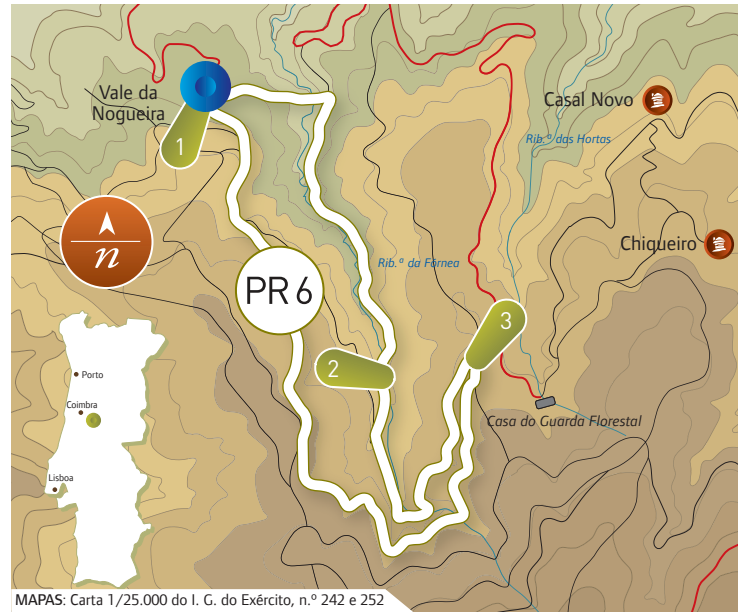 Vale da
Nogueira
1
Casal Novo
Rib.º das Hortas
n
Chiqueiro
Rib.º da Fórnea
PR 6
3
2
Porto
Coimbra
Casa do Guarda Florestal
Lisboa
MAPAS: Carta 1/25.000 do I. G. do Exército, n.º 242 e 252